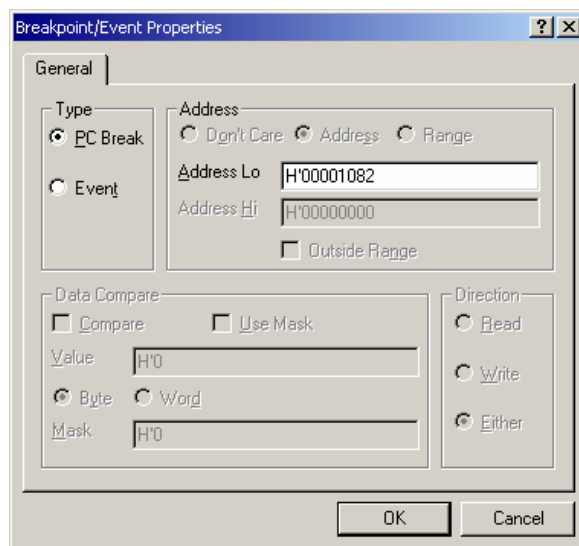 Breakpoint/Event Properties
General
Type
PC Break
Event
Address
Don't Care Address Range
Address Lo H'00001082
Address Hi H'00000000
Outside Range
Data Compare
Compare Use Mask
Value H'0
Byte Word
Mask H'0
Direction
Read
Write
Either
OK Cancel